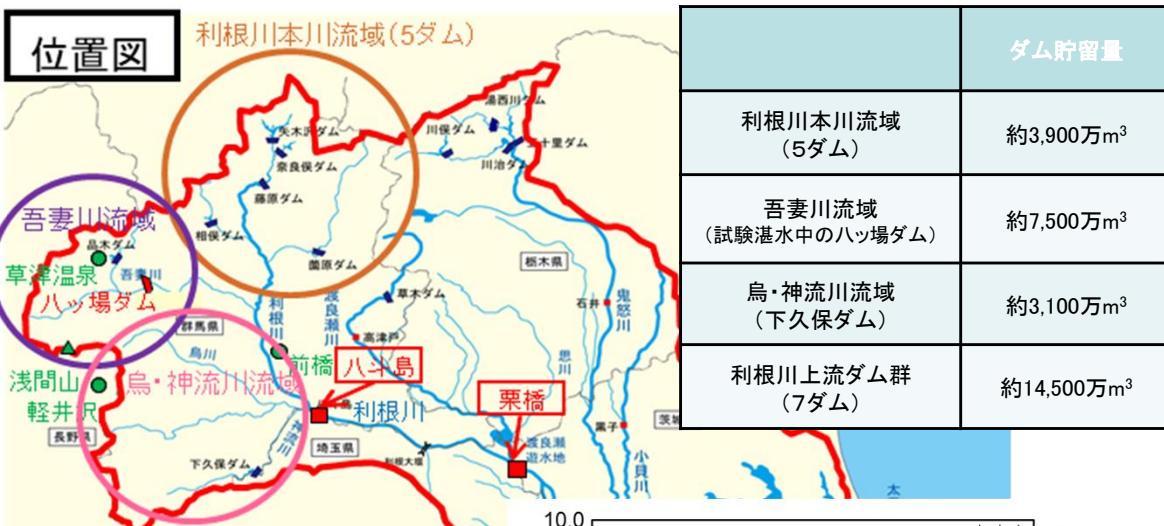 位置図
利根川本川流域(5ダム)
湯西川ダム
川俣ダム
五十里ダム
川治ダム
矢木沢ダム
奈良俣ダム
藤原ダム
相俣ダム
薗原ダム
吾妻川流域
品木ダム
草津温泉
吾妻川
八ッ場ダム
栃木県
草木ダム
渡良瀬川
利根川
石井
鬼怒川
群馬県
烏川
高津戸
思川
前橋
八斗島
浅間山
軽井沢
烏・神流川流域
利根川
栗橋
長野県
神流川
埼玉県
黒子
下久保ダム
利根大堰
渡良瀬
遊水地
小貝川
太
ダム貯留量
利根川本川流域
(5ダム)
約3,900万m³
吾妻川流域
(試験湛水中の八ッ場ダム)
約7,500万m³
烏・神流川流域
(下久保ダム)
約3,100万m³
利根川上流ダム群
(7ダム)
約14,500万m³
10.0